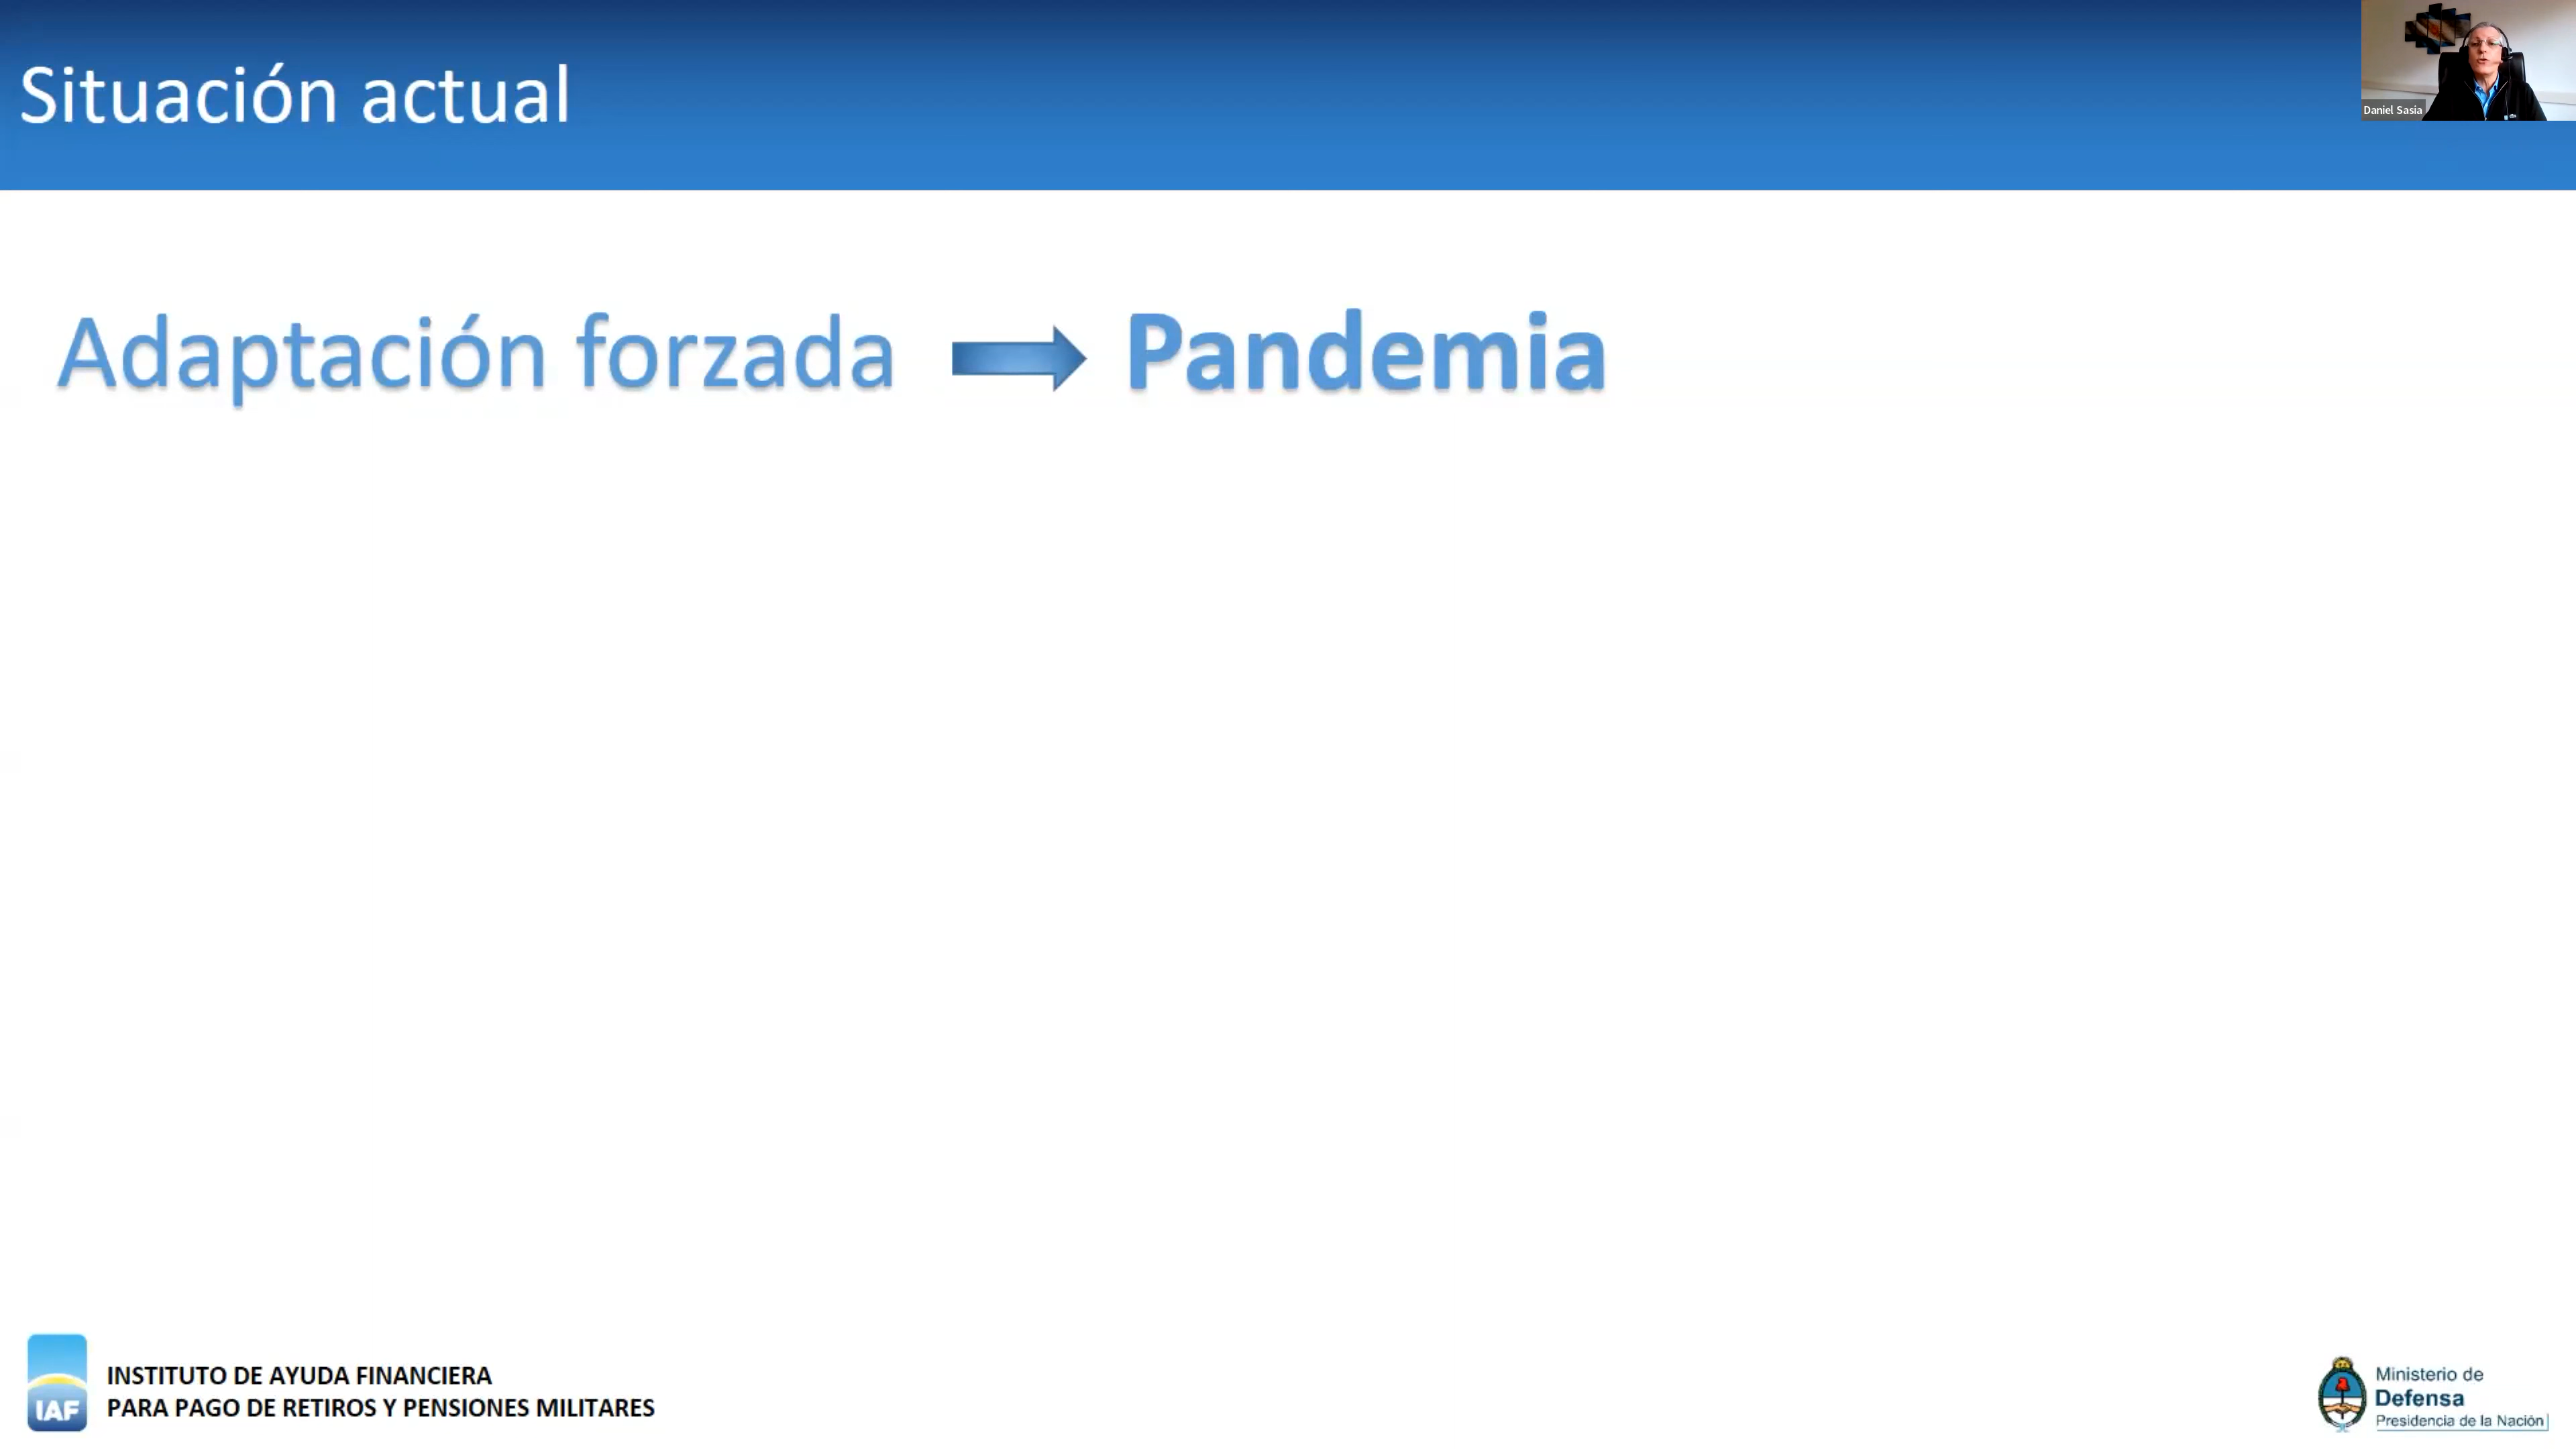 Situación actual
Daniel Sasia
Adaptación forzada
Pandemia
IAF
INSTITUTO DE AYUDA FINANCIERA
PARA PAGO DE RETIROS Y PENSIONES MILITARES
Ministerio de
Defensa
Presidencia de la Nación